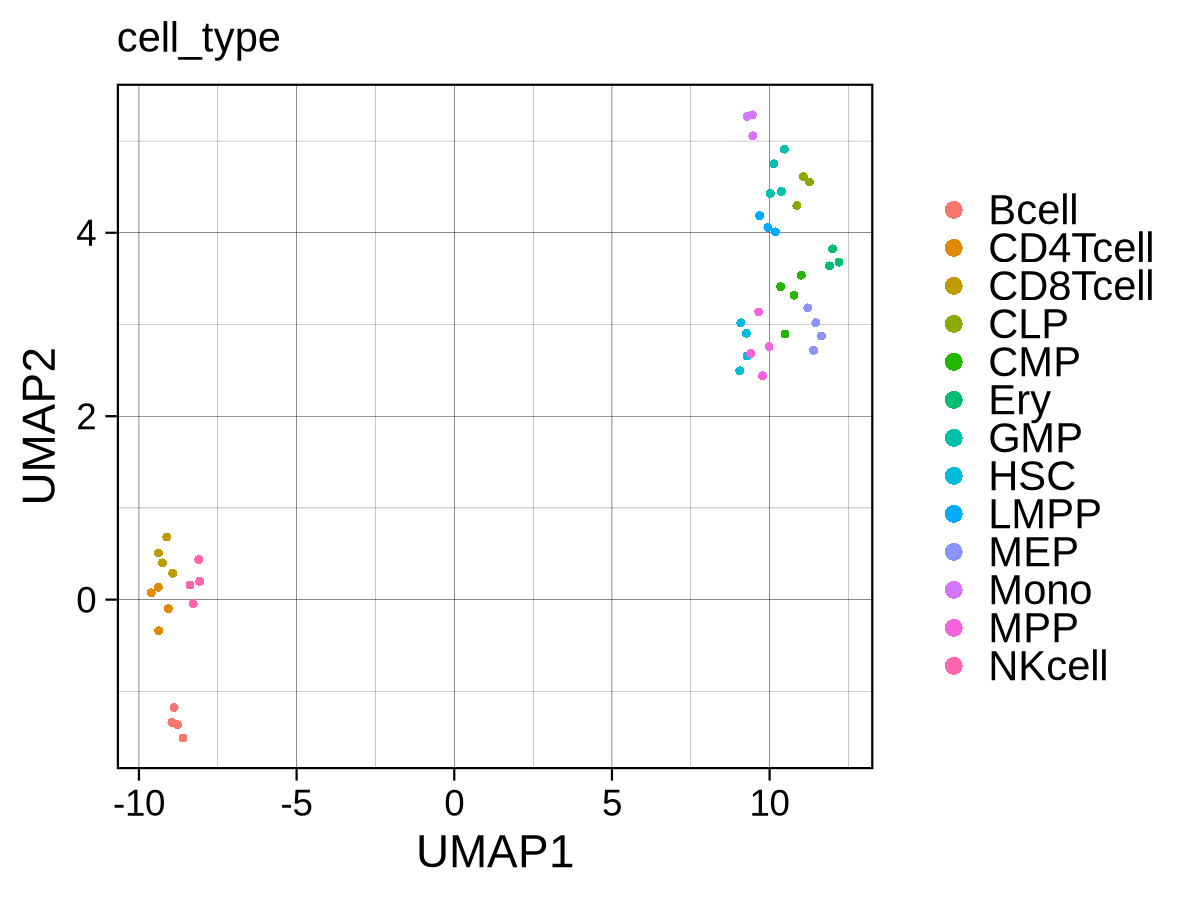 cell_type
UMAP2
4
2
0
-10
-5
0
5
10
UMAP1
Bcell
CD4Tcell
CD8Tcell
CLP
CMP
Ery
GMP
HSC
LMPP
MEP
Mono
MPP
NKcell